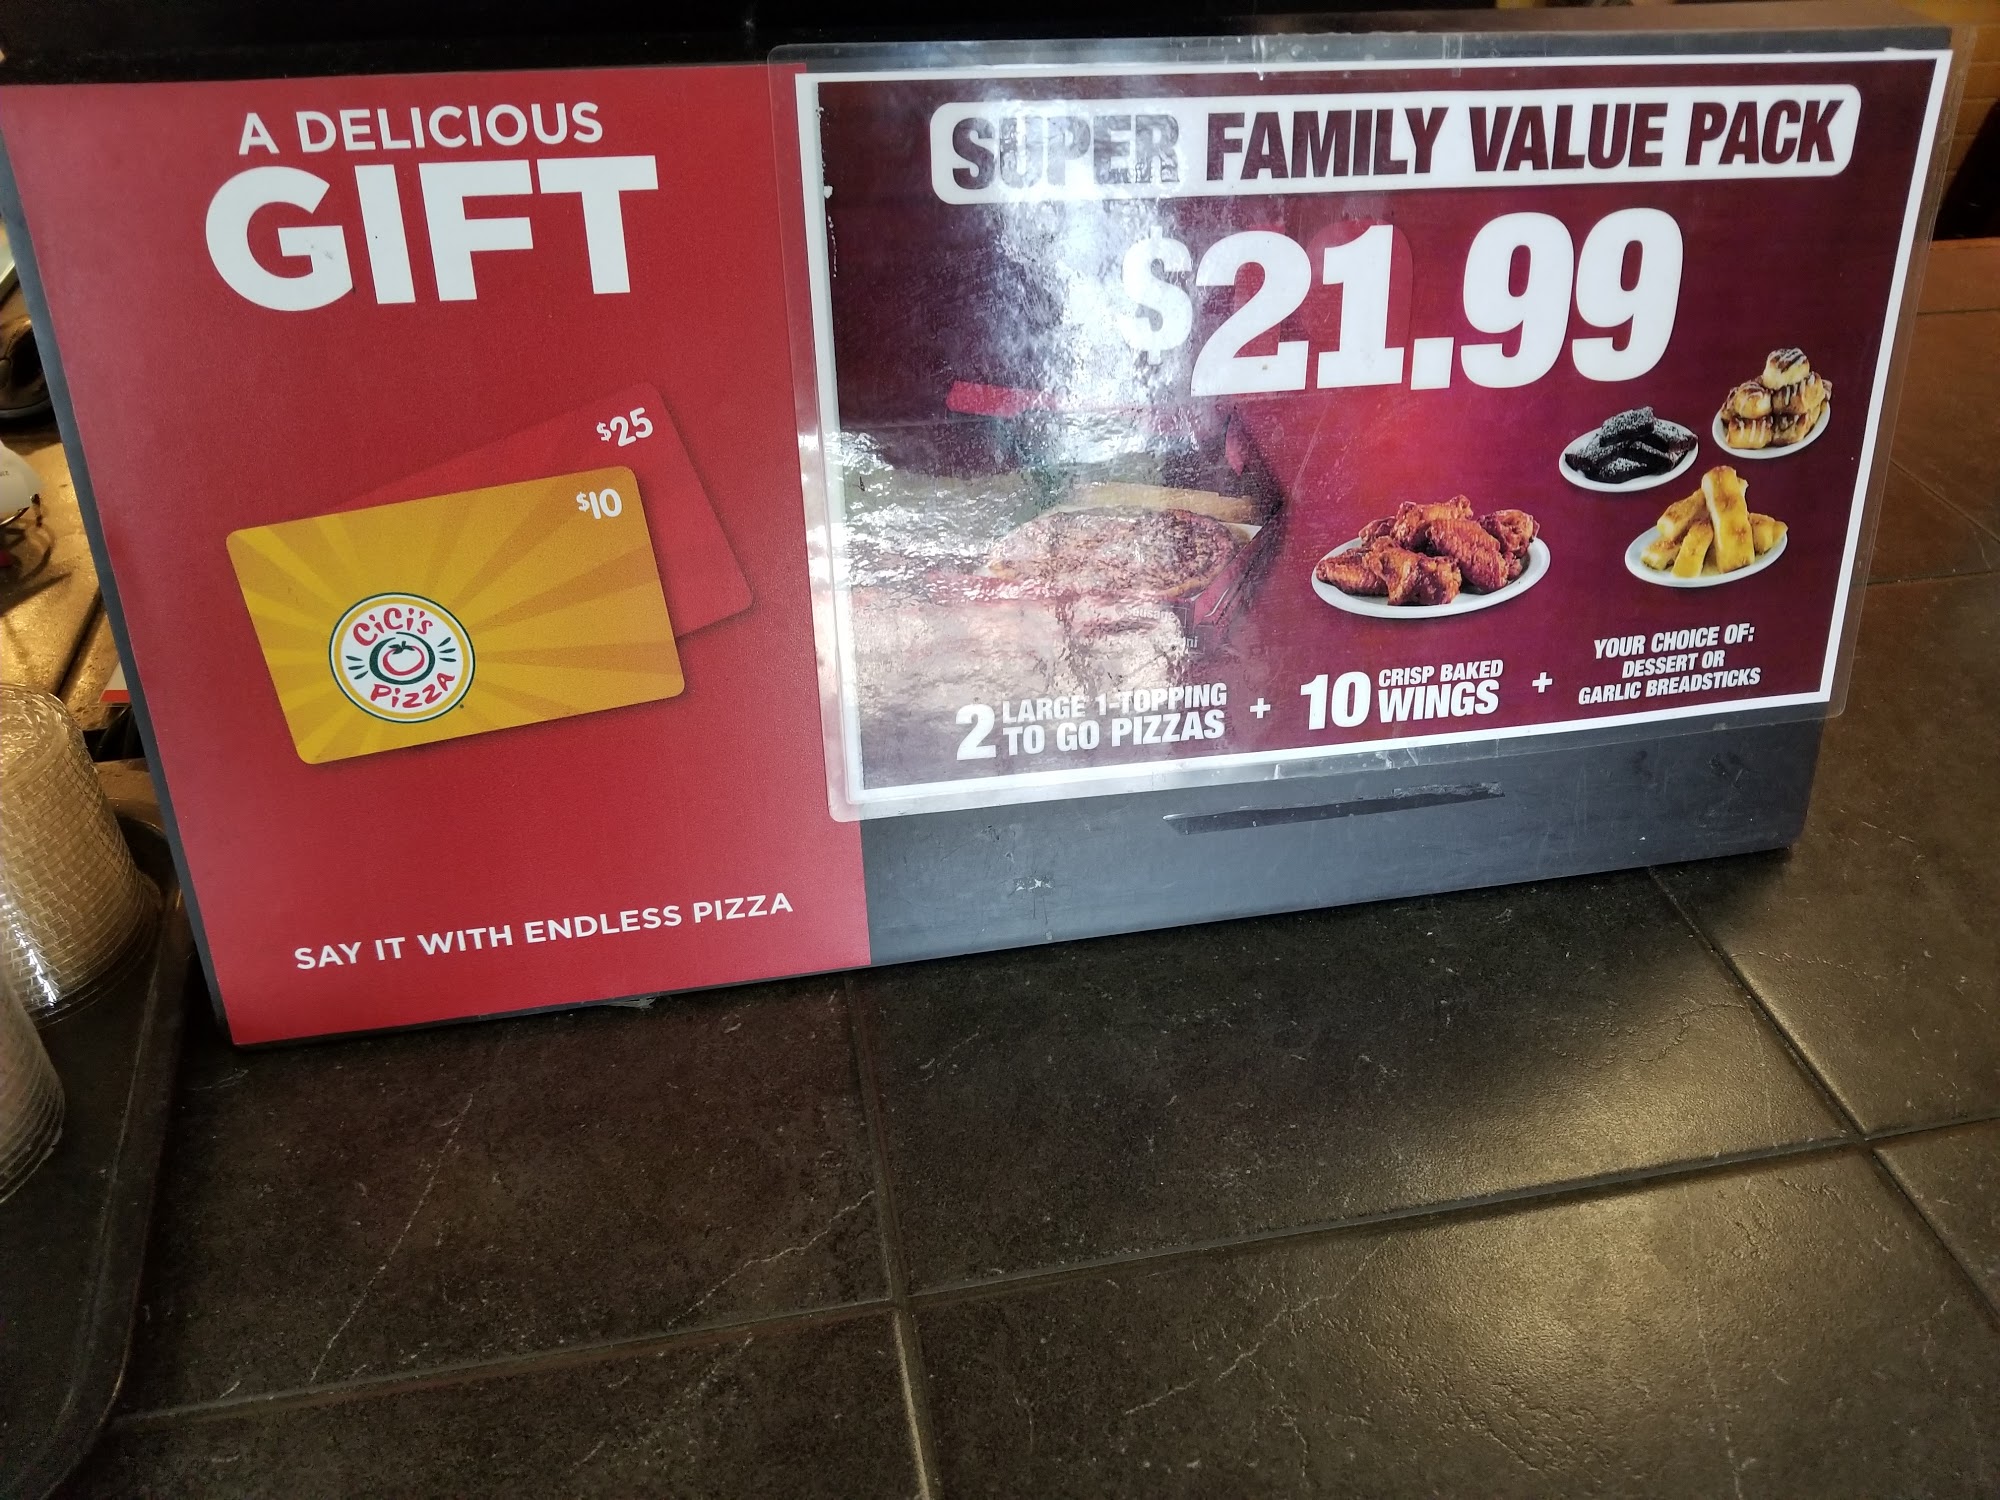 A DELICIOUS
GIFT
$25
$10
CiCi's
PiZZA
SAY IT WITH ENDLESS PIZZA
SUPER FAMILY VALUE PACK
$21.99
Sausage
2 LARGE 1-TOPPING
TO GO PIZZAS
+
10 CRISP BAKED
WINGS
+
YOUR CHOICE OF:
DESSERT OR
GARLIC BREADSTICKS